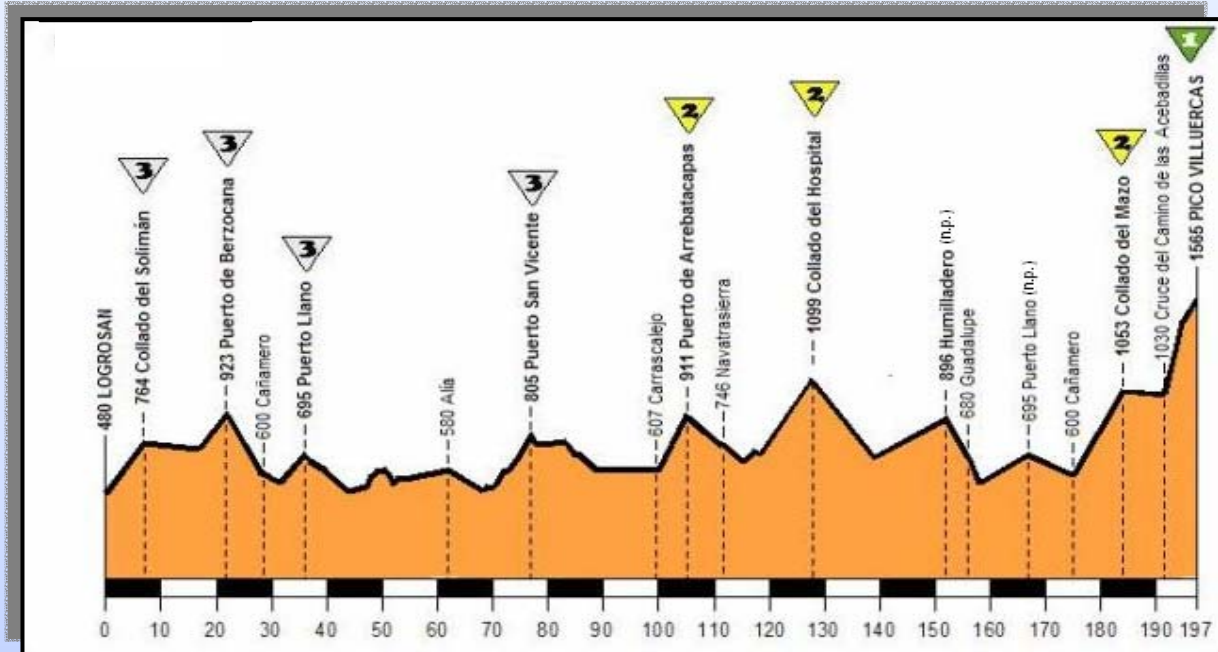 3
480 LOGROSAN
764 Collado del Solimán
3
923 Puerto de Berzocana
600 Cañamero
3
695 Puerto Llano
580 Alía
3
805 Puerto San Vicente
607 Carrascalejo
2
911 Puerto de Arrebatacapas
746 Navatrasierra
2
1099 Collado del Hospital
896 Humilladero (n.p.)
680 Guadalupe
695 Puerto Llano (n.p.)
600 Cañamero
2
1053 Collado del Mazo
1030 Cruce del Camino de las Acebadillas
1
1565 PICO VILLUERCAS
0 10 20 30 40 50 60 70 80 90 100 110 120 130 140 150 160 170 180 190 197